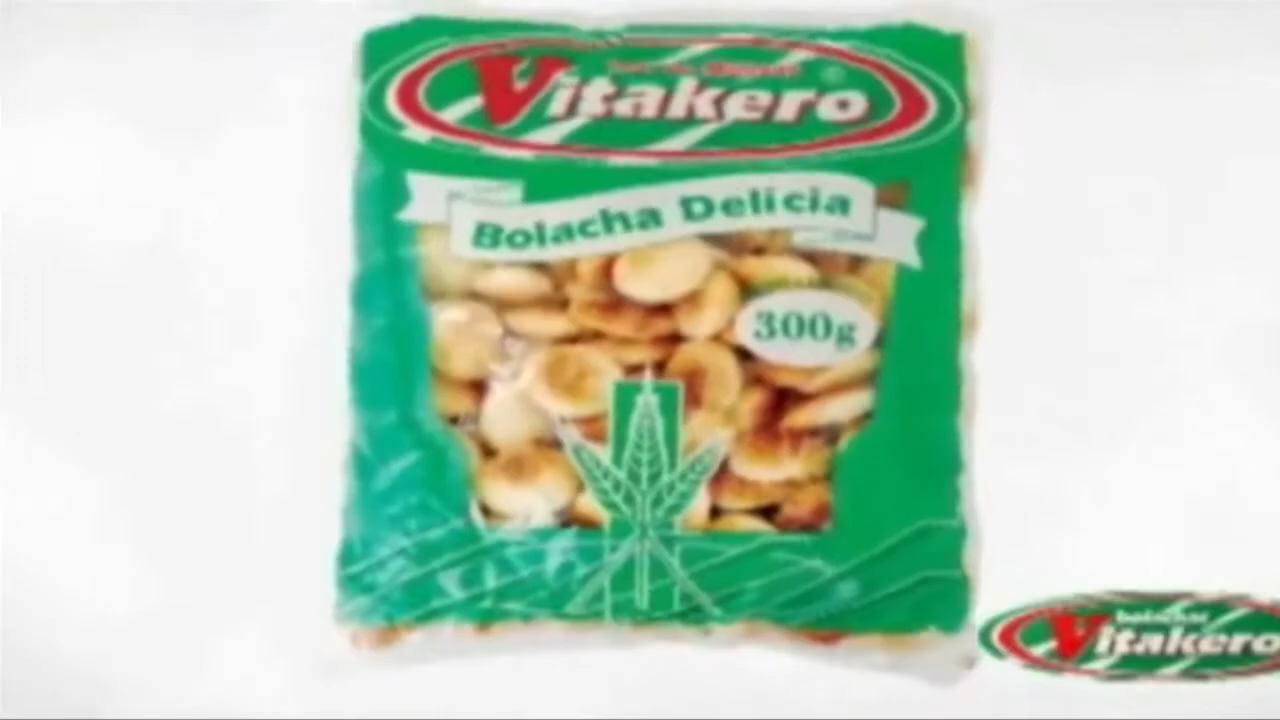 Vitakero
Bolacha Delicia
300g
bolachas
Vitakero